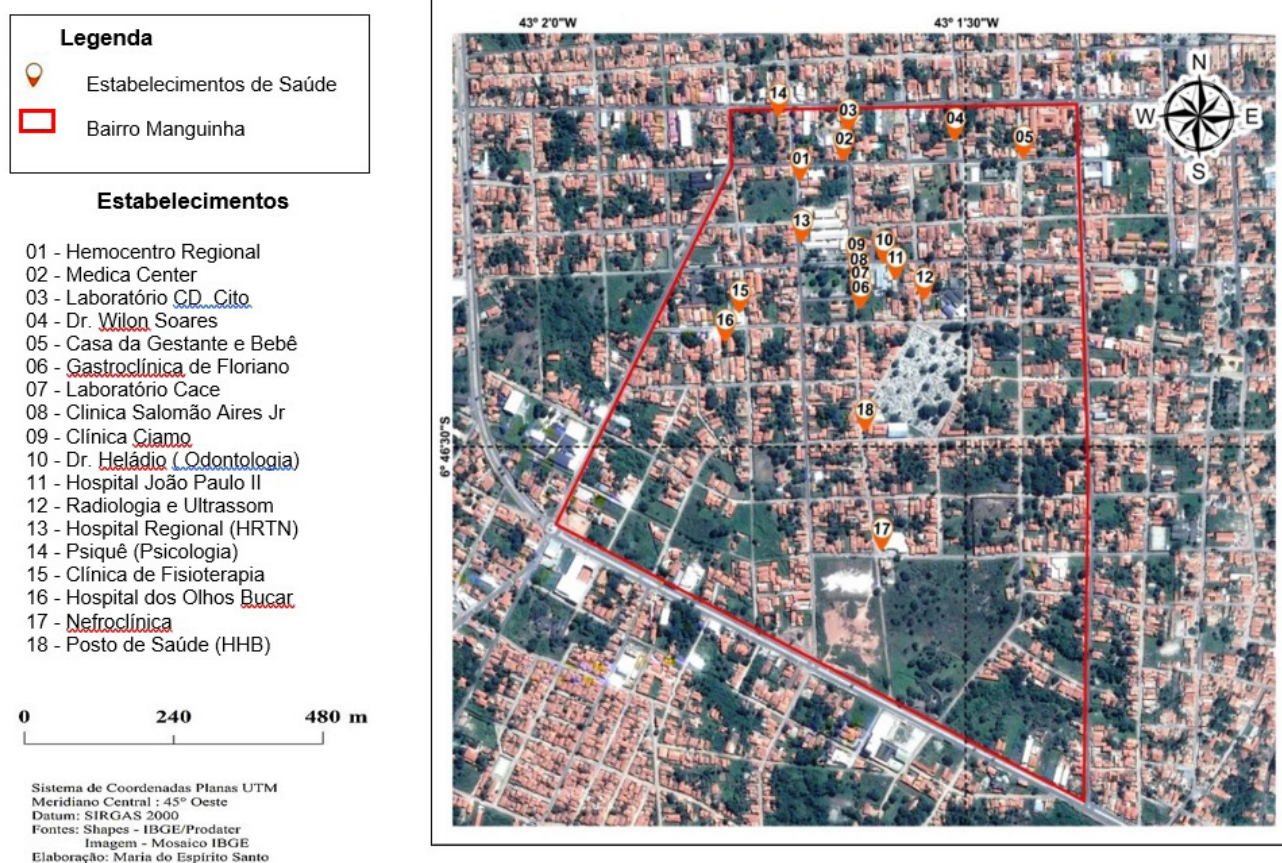 Legenda
Estabelecimentos de Saúde
Bairro Manguinha
Estabelecimentos
01 - Hemocentro Regional
02 - Medica Center
03 - Laboratório CD Cito
04 - Dr. Wilon Soares
05 - Casa da Gestante e Bebê
06 - Gastroclínica de Floriano
07 - Laboratório Cace
08 - Clinica Salomão Aires Jr
09 - Clínica Ciamo
10 - Dr. Heládio ( Odontologia)
11 - Hospital João Paulo II
12 - Radiologia e Ultrassom
13 - Hospital Regional (HRTN)
14 - Psiquê (Psicologia)
15 - Clínica de Fisioterapia
16 - Hospital dos Olhos Bucar
17 - Nefroclínica
18 - Posto de Saúde (HHB)
0 240 480 m
Sistema de Coordenadas Planas UTM
Meridiano Central : 45° Oeste
Datum: SIRGAS 2000
Fontes: Shapes - IBGE/Prodater
Imagem - Mosaico IBGE
Elaboração: Maria do Espírito Santo
43° 2'0"W 43° 1'30"W
N
W E
S
14
03
04
02
05
01
13
09
10
08
11
07
12
06
15
16
18
6° 46'30"S
17